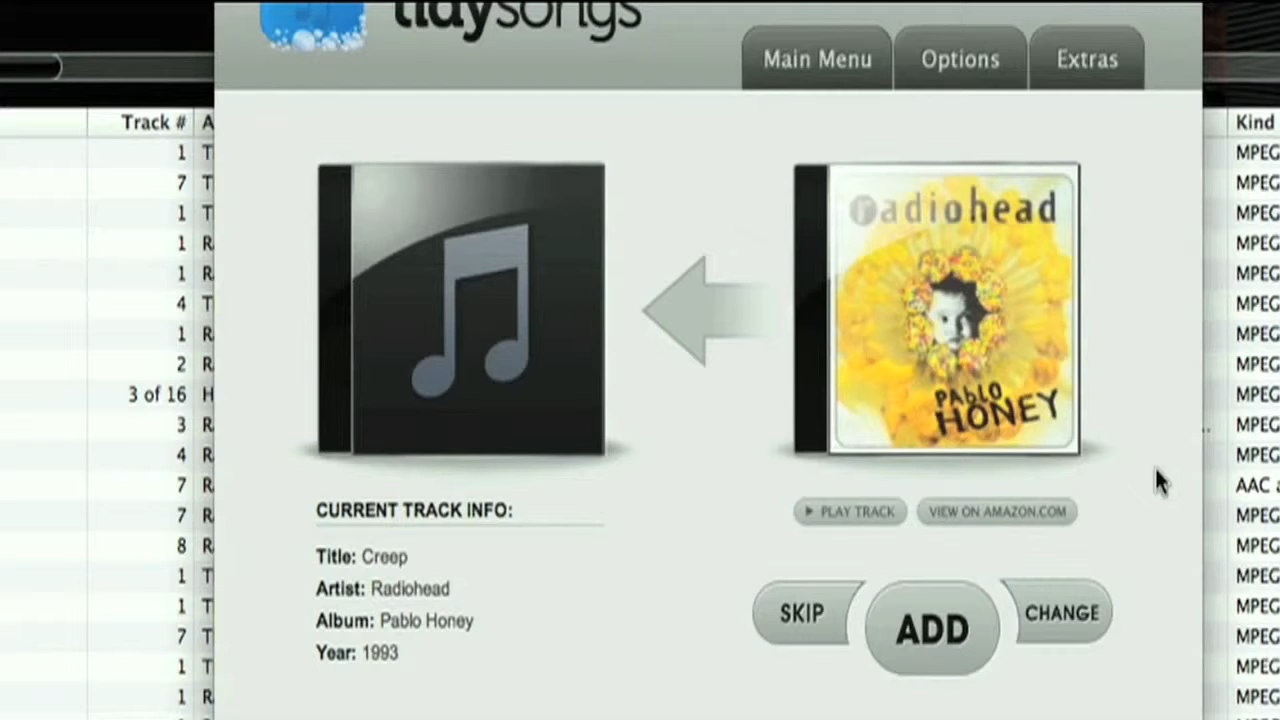 tidysongs
Main Menu
Options
Extras
Track #
A
Kind
1
T
MPEG
7
T
MPEG
1
T
MPEG
1
R
MPEG
1
R
MPEG
4
T
MPEG
1
R
MPEG
2
R
MPEG
3 of 16
H
MPEG
3
R
MPEG
4
R
MPEG
7
R
AAC a
7
R
MPEG
8
R
MPEG
1
T
MPEG
1
T
MPEG
7
T
MPEG
1
R
MPEG
1
R
MPEG
radiohead
PABLO
HONEY
CURRENT TRACK INFO:
Title: Creep
Artist: Radiohead
Album: Pablo Honey
Year: 1993
PLAY TRACK
VIEW ON AMAZON.COM
SKIP
ADD
CHANGE